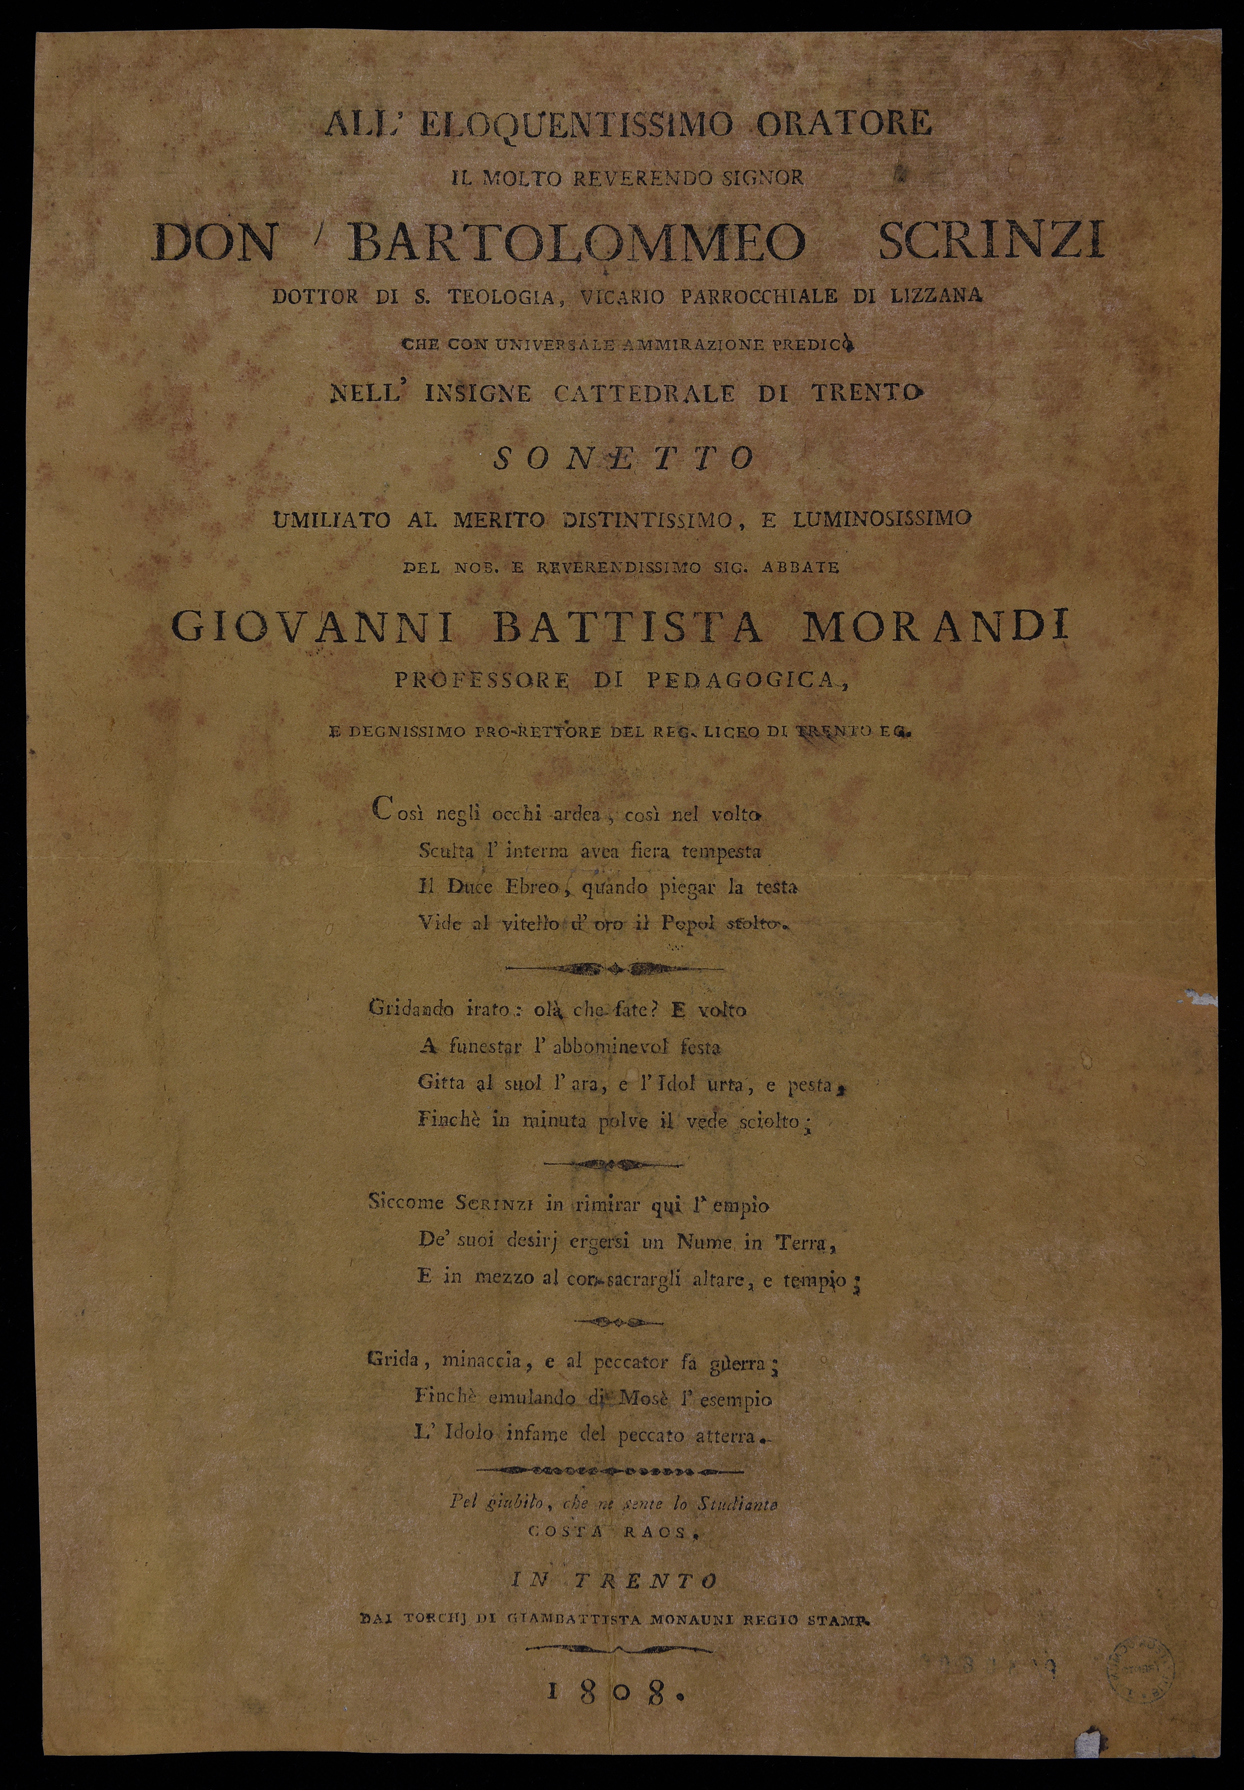 ALL' ELOQUENTISSIMO ORATORE
IL MOLTO REVERENDO SIGNOR
DON BARTOLOMMEO SCRINZI
DOTTOR DI S. TEOLOGIA, VICARIO PARROCCHIALE DI LIZZANA
CHE CON UNIVERSALE AMMIRAZIONE PREDICÒ
NELL' INSIGNE CATTEDRALE DI TRENTO
SONETTO
UMILIATO AL MERITO DISTINTISSIMO, E LUMINOSISSIMO
DEL NOB. E REVERENDISSIMO SIG. ABBATE
GIOVANNI BATTISTA MORANDI
PROFESSORE DI PEDAGOGICA,
E DEGNISSIMO PRO-RETTORE DEL REG. LICEO DI TRENTO EC.
Così negli occhi ardea, così nel volto
Sculta l' interna avea fiera tempesta
Il Duce Ebreo, quando piegar la testa
Vide al vitello d' oro il Popol stolto.
Gridando irato: olà che fate? E volto
A funestar l' abbominevol festa
Gitta al suol l' ara, e l' Idol urta, e pesta,
Finchè in minuta polve il vede sciolto;
Siccome SCRINZI in rimirar qui l' empio
De' suoi desirj ergersi un Nume in Terra,
E in mezzo al cor consacrargli altare, e tempio;
Grida, minaccia, e al peccator fa guerra;
Finchè emulando di Mosè l' esempio
L' Idolo infame del peccato atterra.
Pel giubilo, che ne sente lo Studiante
COSTA RAOS.
IN TRENTO
DAI TORCHJ DI GIAMBATTISTA MONAUNI REGIO STAMP.
1808.